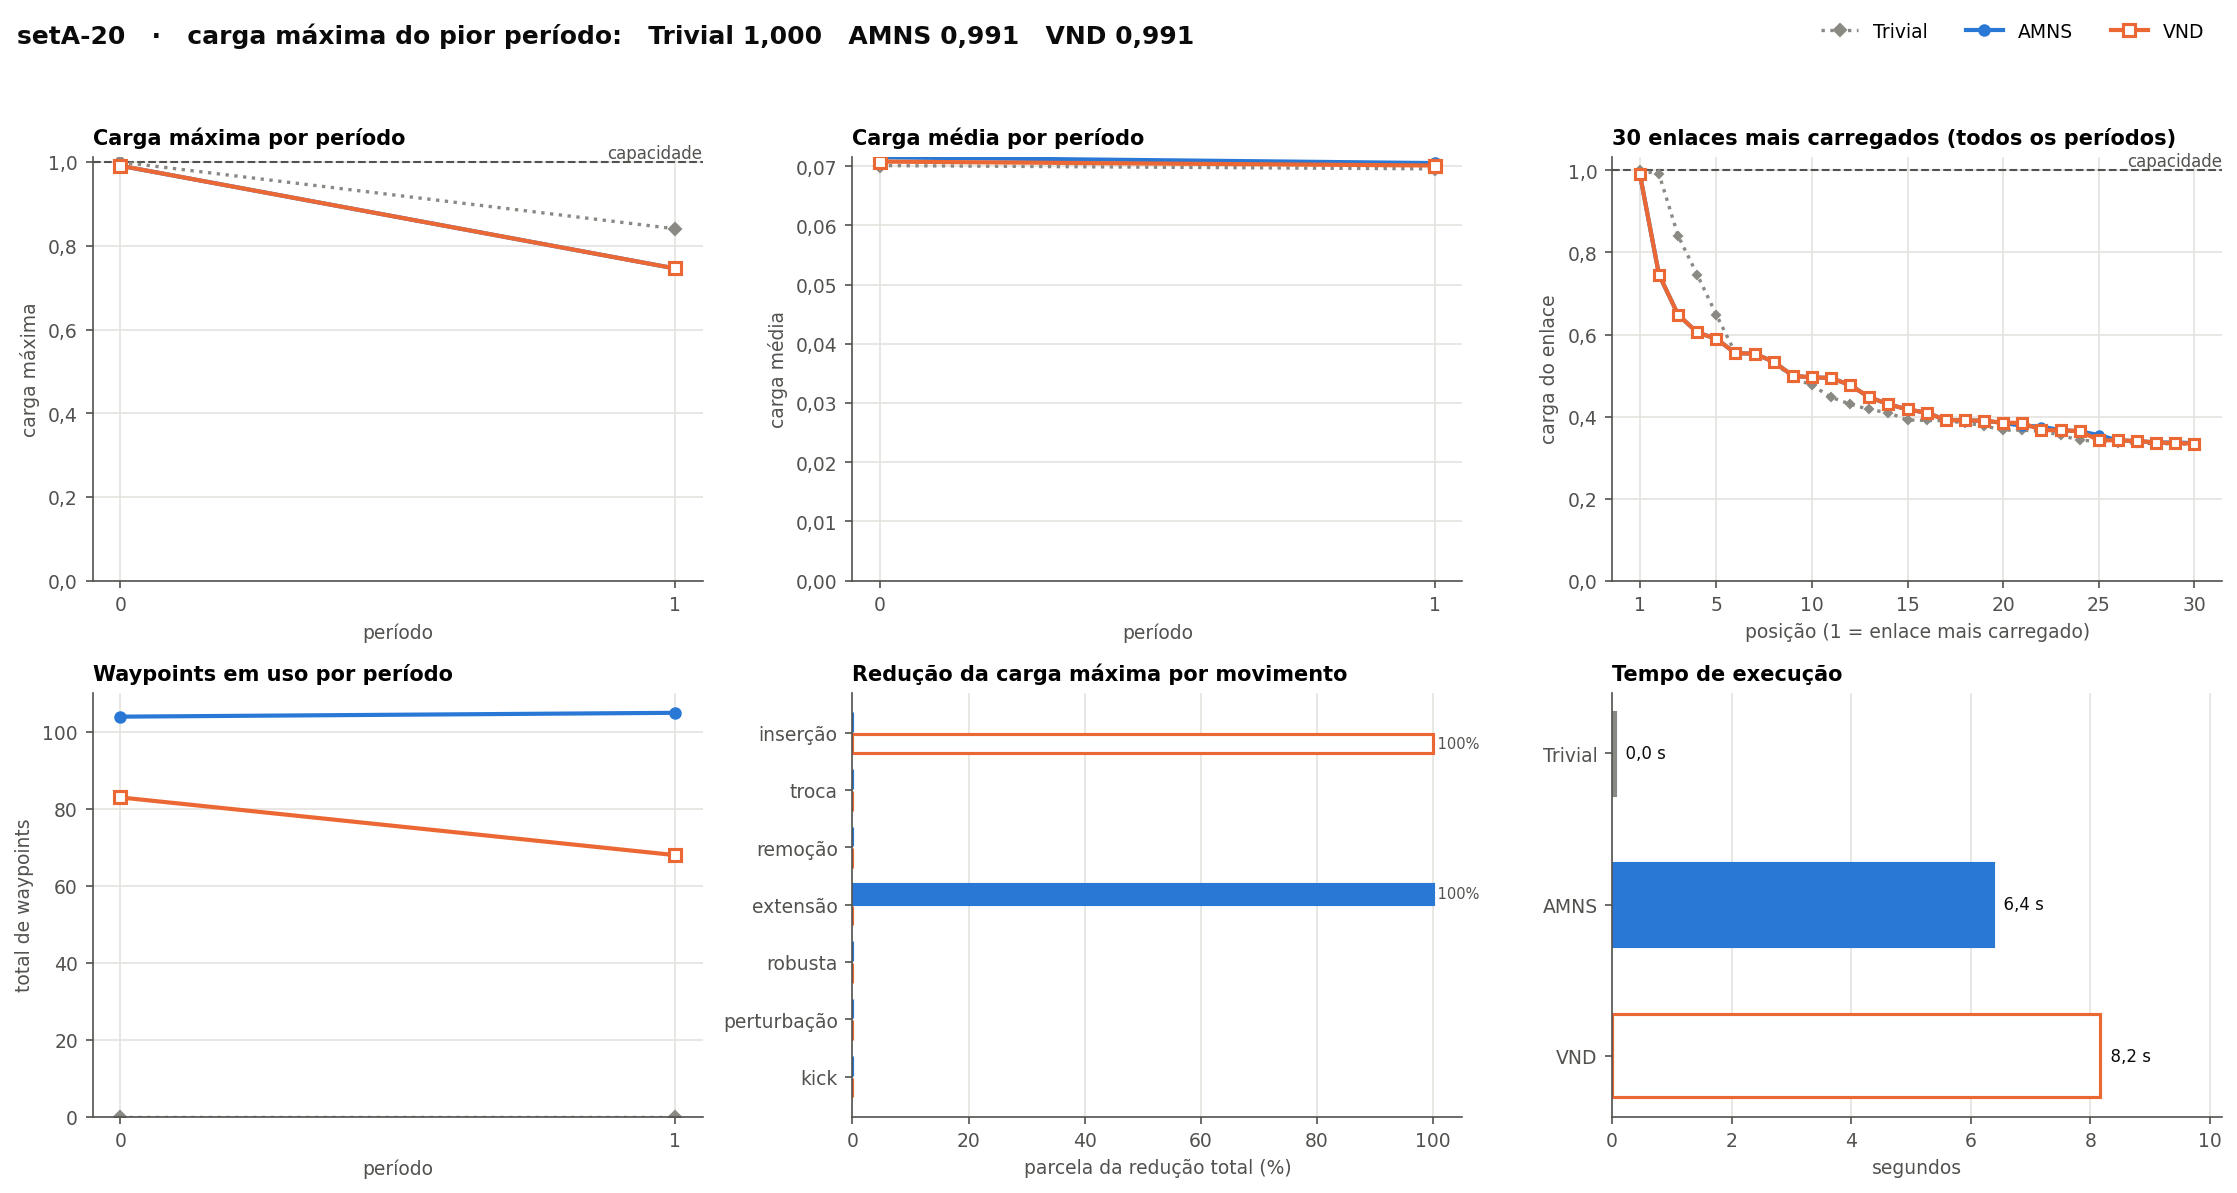 setA-20 · carga máxima do pior período: Trivial 1,000 AMNS 0,991 VND 0,991
Trivial AMNS VND
Carga máxima por período
capacidade
1,0
0,8
0,6
0,4
0,2
0,0
carga máxima
0 1
período
Carga média por período
0,07
0,06
0,05
0,04
0,03
0,02
0,01
0,00
carga média
0 1
período
30 enlaces mais carregados (todos os períodos)
capacidade
1,0
0,8
0,6
0,4
0,2
0,0
carga do enlace
1 5 10 15 20 25 30
posição (1 = enlace mais carregado)
Waypoints em uso por período
100
80
60
40
20
0
total de waypoints
0 1
período
Redução da carga máxima por movimento
inserção 100%
troca
remoção
extensão 100%
robusta
perturbação
kick
0 20 40 60 80 100
parcela da redução total (%)
Tempo de execução
Trivial 0,0 s
AMNS 6,4 s
VND 8,2 s
0 2 4 6 8 10
segundos